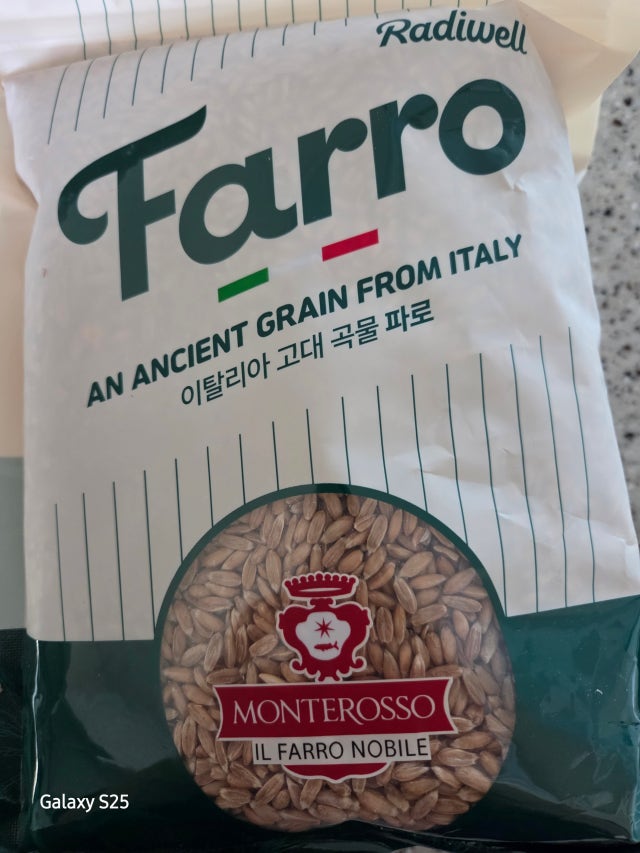 Radiwell
Farro
AN ANCIENT GRAIN FROM ITALY
이탈리아 고대 곡물 파로
MONTEROSSO
IL FARRO NOBILE
Galaxy S25